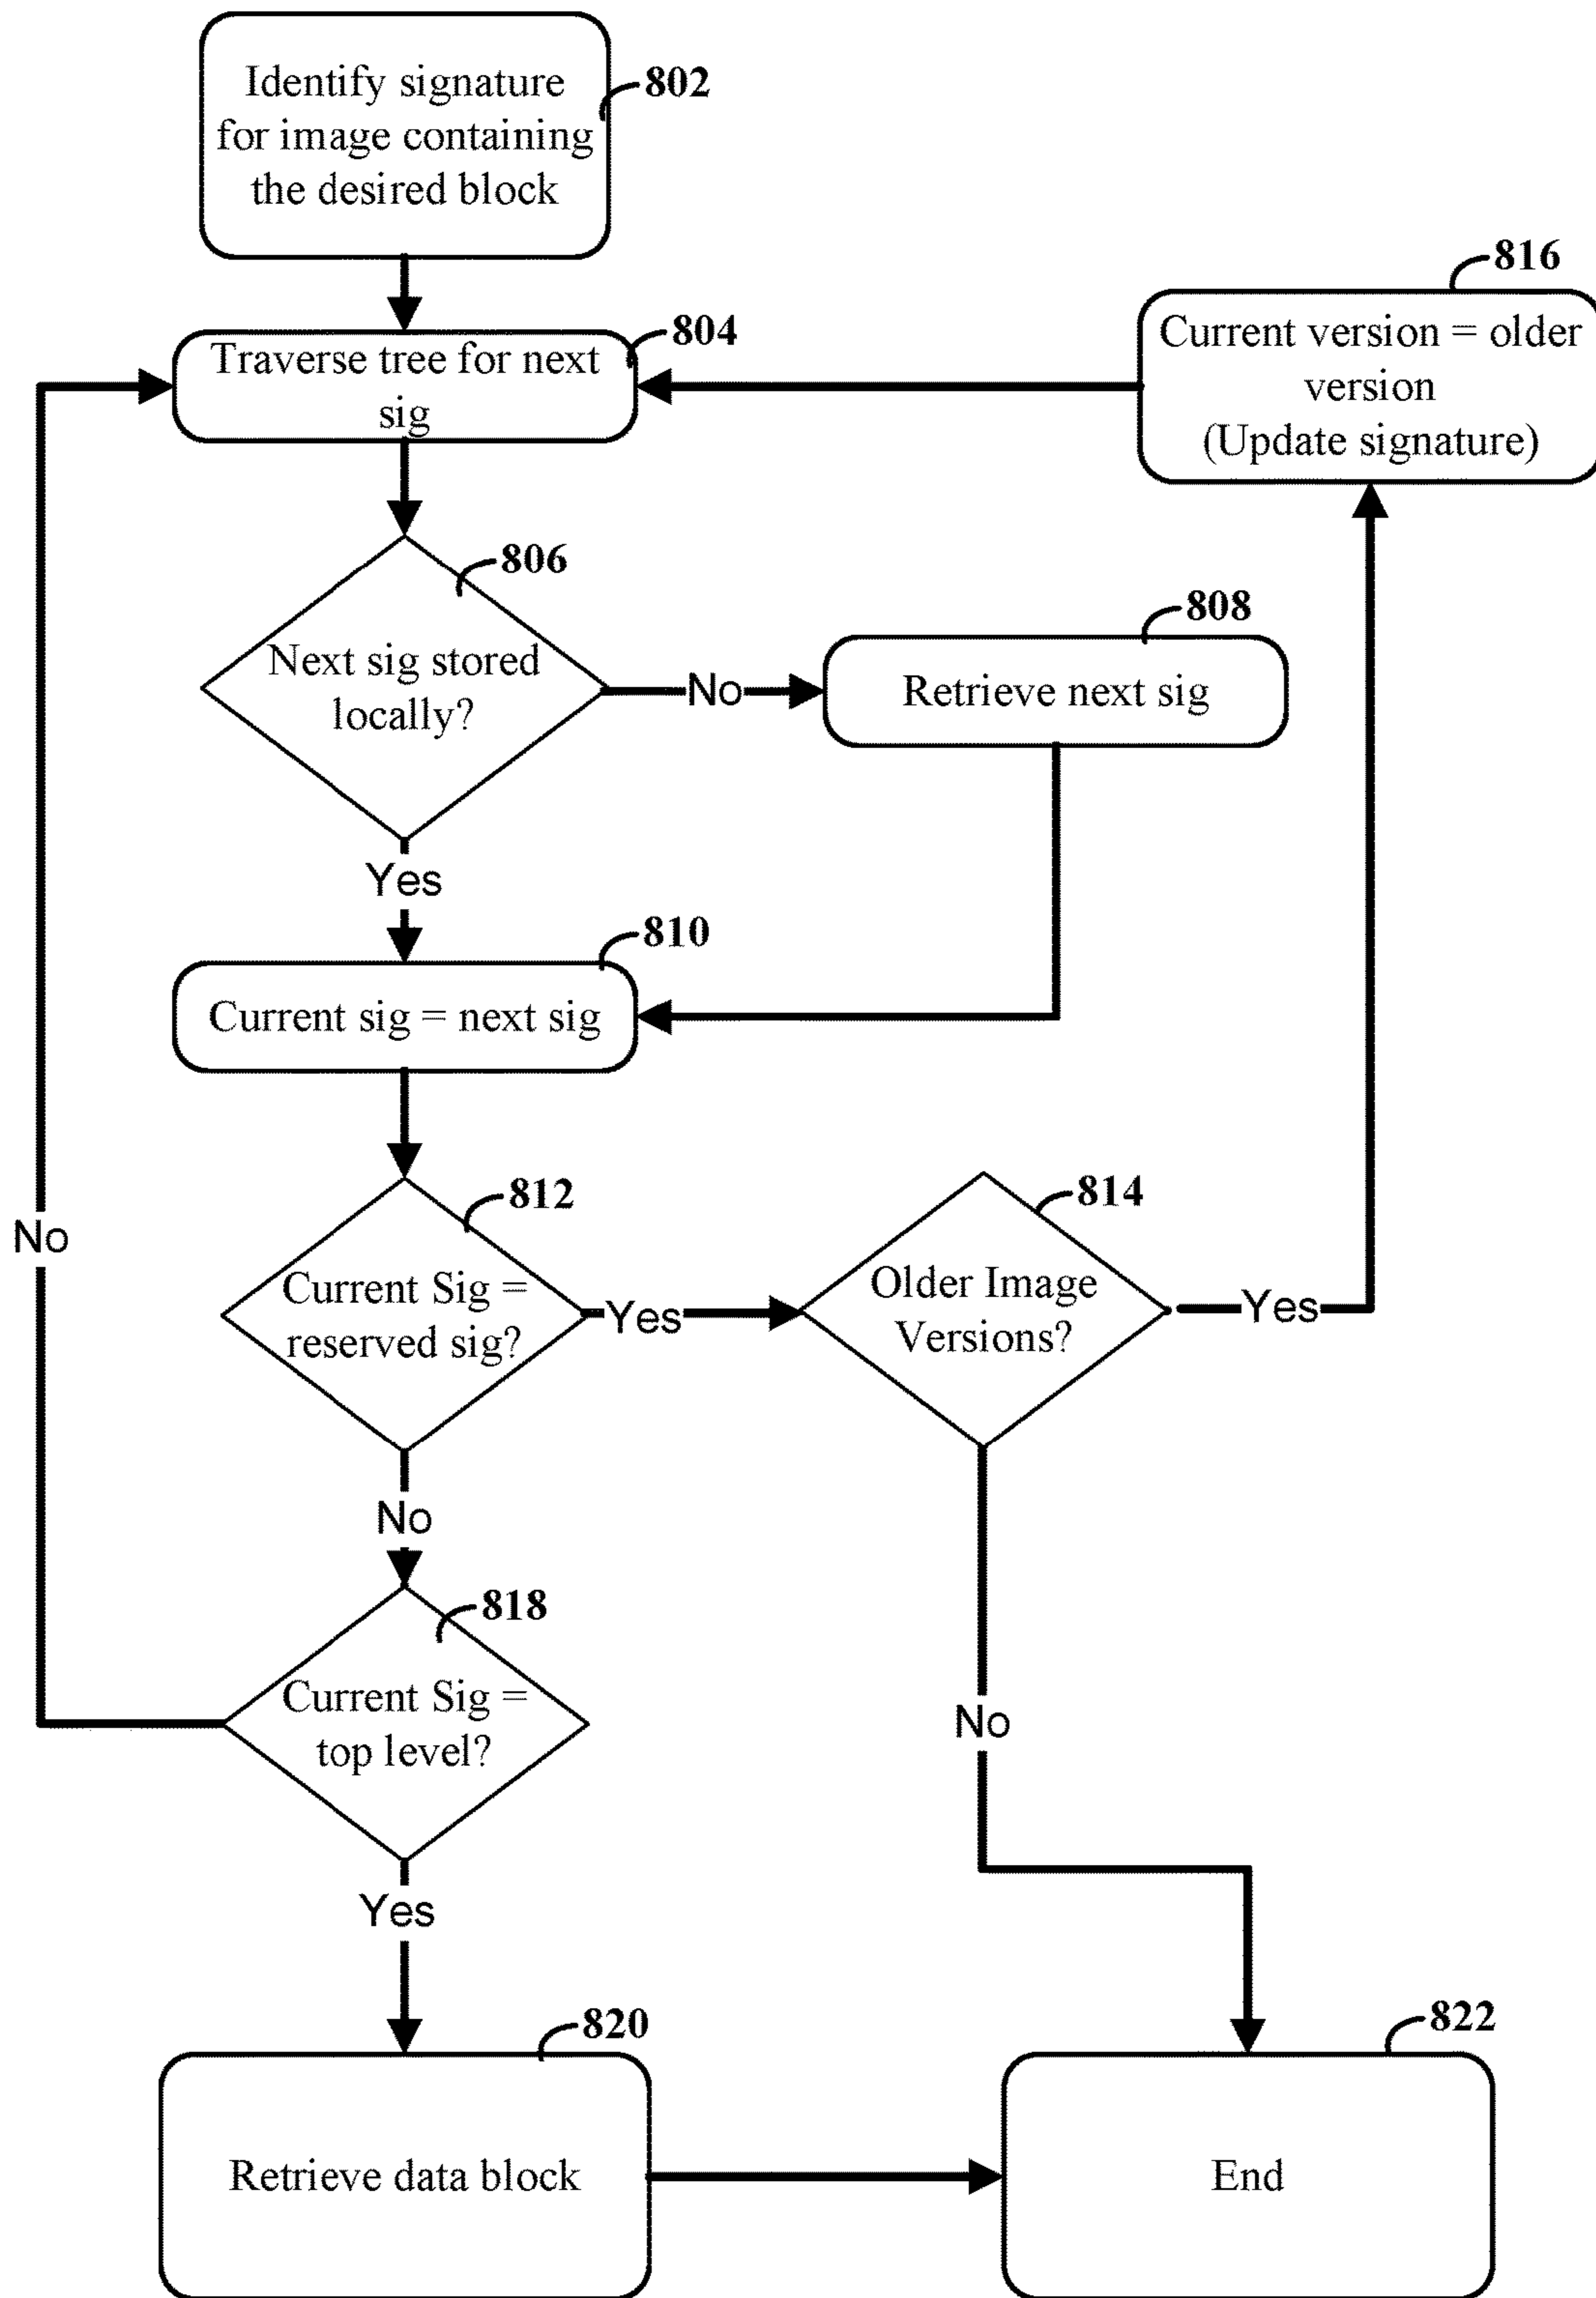 Identify signature
for image containing
the desired block
802
816
Current version = older
version
(Update signature)
804
Traverse tree for next
sig
806
Next sig stored
locally?
No
808
Retrieve next sig
Yes
810
Current sig = next sig
812
Current Sig =
reserved sig?
Yes
814
Older Image
Versions?
Yes
No
No
818
Current Sig =
top level?
No
Yes
820
Retrieve data block
822
End